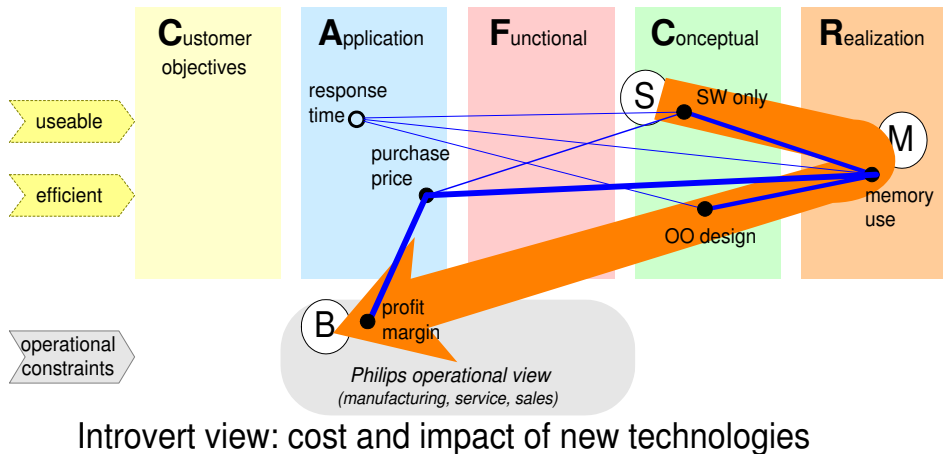 Customer
objectives
Application
Functional
Conceptual
Realization
useable
response
time
S
SW only
M
efficient
purchase
price
memory
use
OO design
operational
constraints
B
profit
margin
Philips operational view
(manufacturing, service, sales)
Introvert view: cost and impact of new technologies